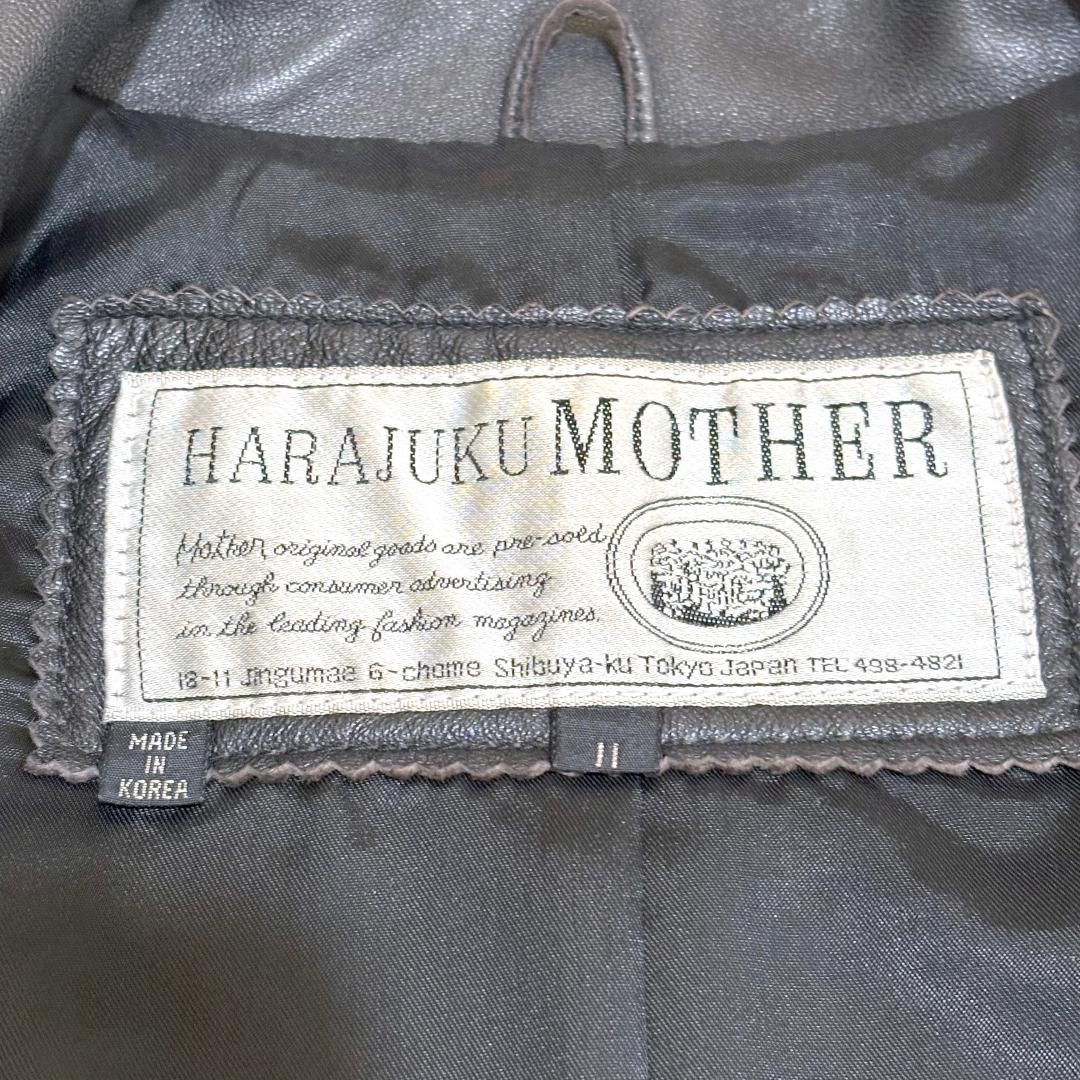 HARAJUKU MOTHER
Mother original goods are pre-sold
through consumer advertising
in the leading fashion magazines.
18-11 Jingumae 6-chome Shibuya-ku Tokyo Japan TEL 498-4821
MADE
IN
KOREA
11